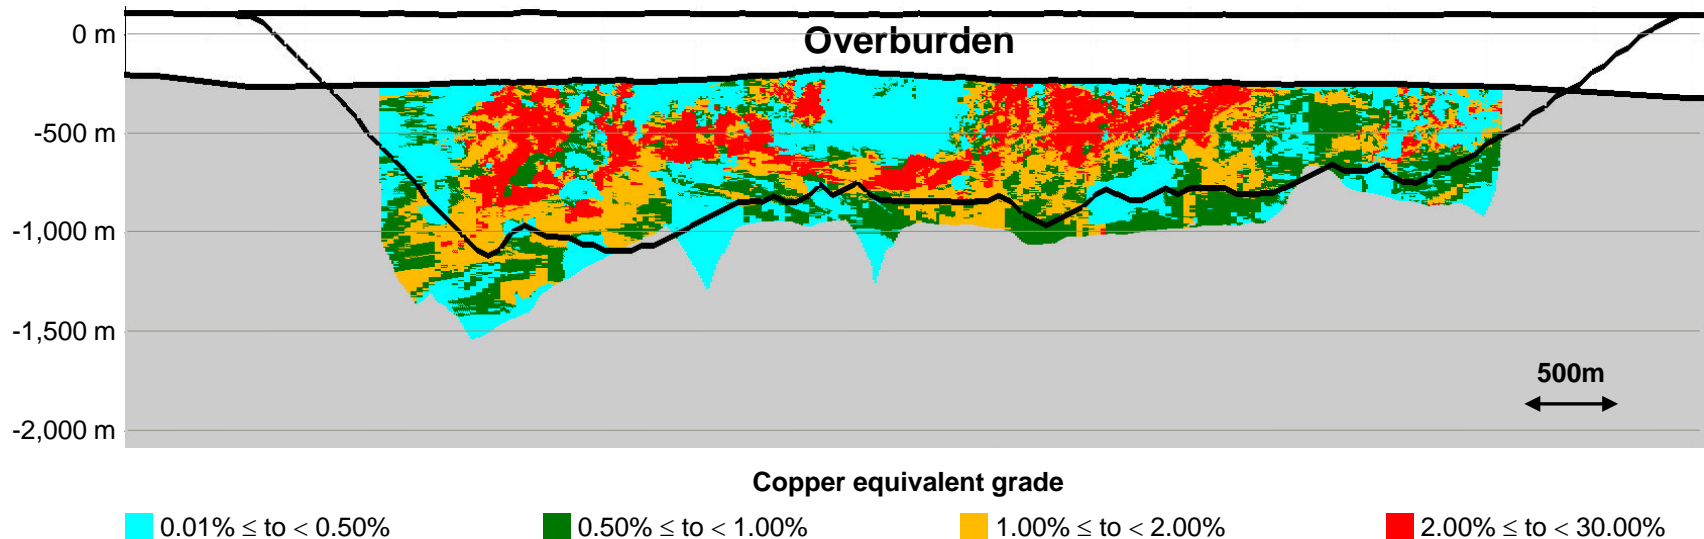 0 m
Overburden
-500 m
-1,000 m
-1,500 m
500m
-2,000 m
Copper equivalent grade
0.01% ≤ to < 0.50%
0.50% ≤ to < 1.00%
1.00% ≤ to < 2.00%
2.00% ≤ to < 30.00%